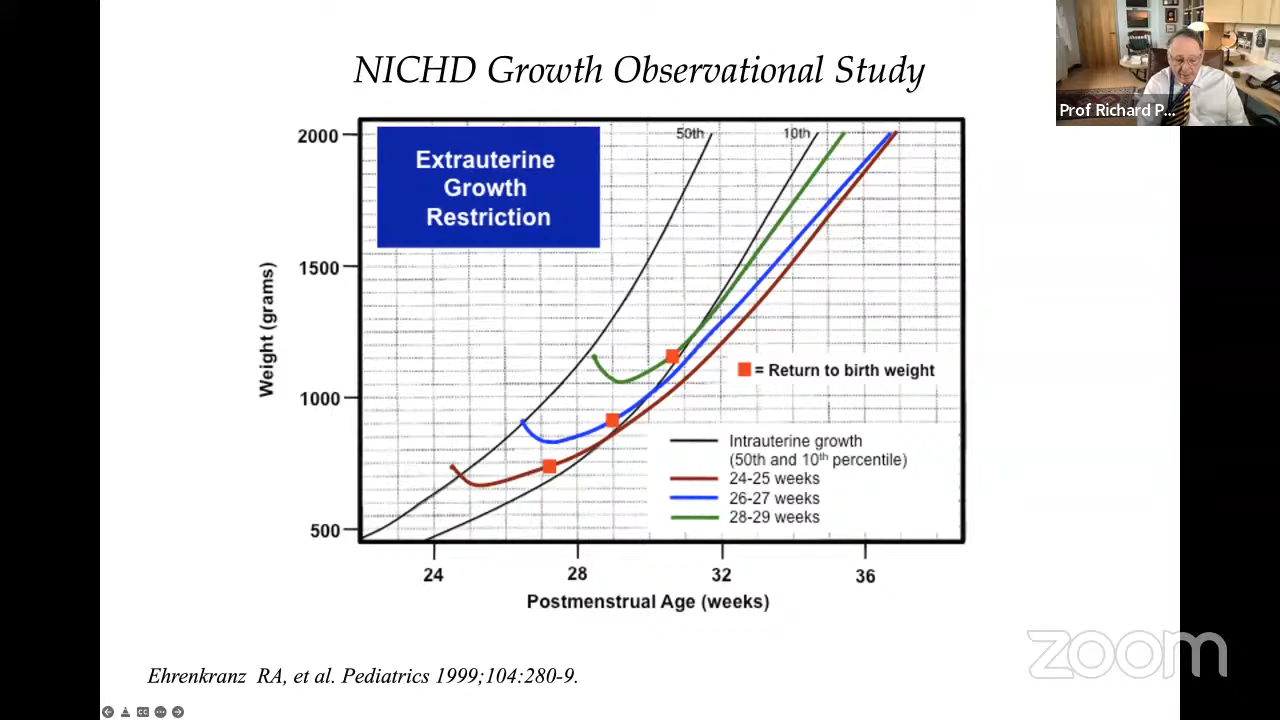 NICHD Growth Observational Study
Prof Richard P...
Extrauterine
Growth
Restriction
50th
10th
2000
1500
1000
500
Weight (grams)
= Return to birth weight
Intrauterine growth
(50th and 10th percentile)
24-25 weeks
26-27 weeks
28-29 weeks
24
28
32
36
Postmenstrual Age (weeks)
zoom
Ehrenkranz RA, et al. Pediatrics 1999;104:280-9.
CC